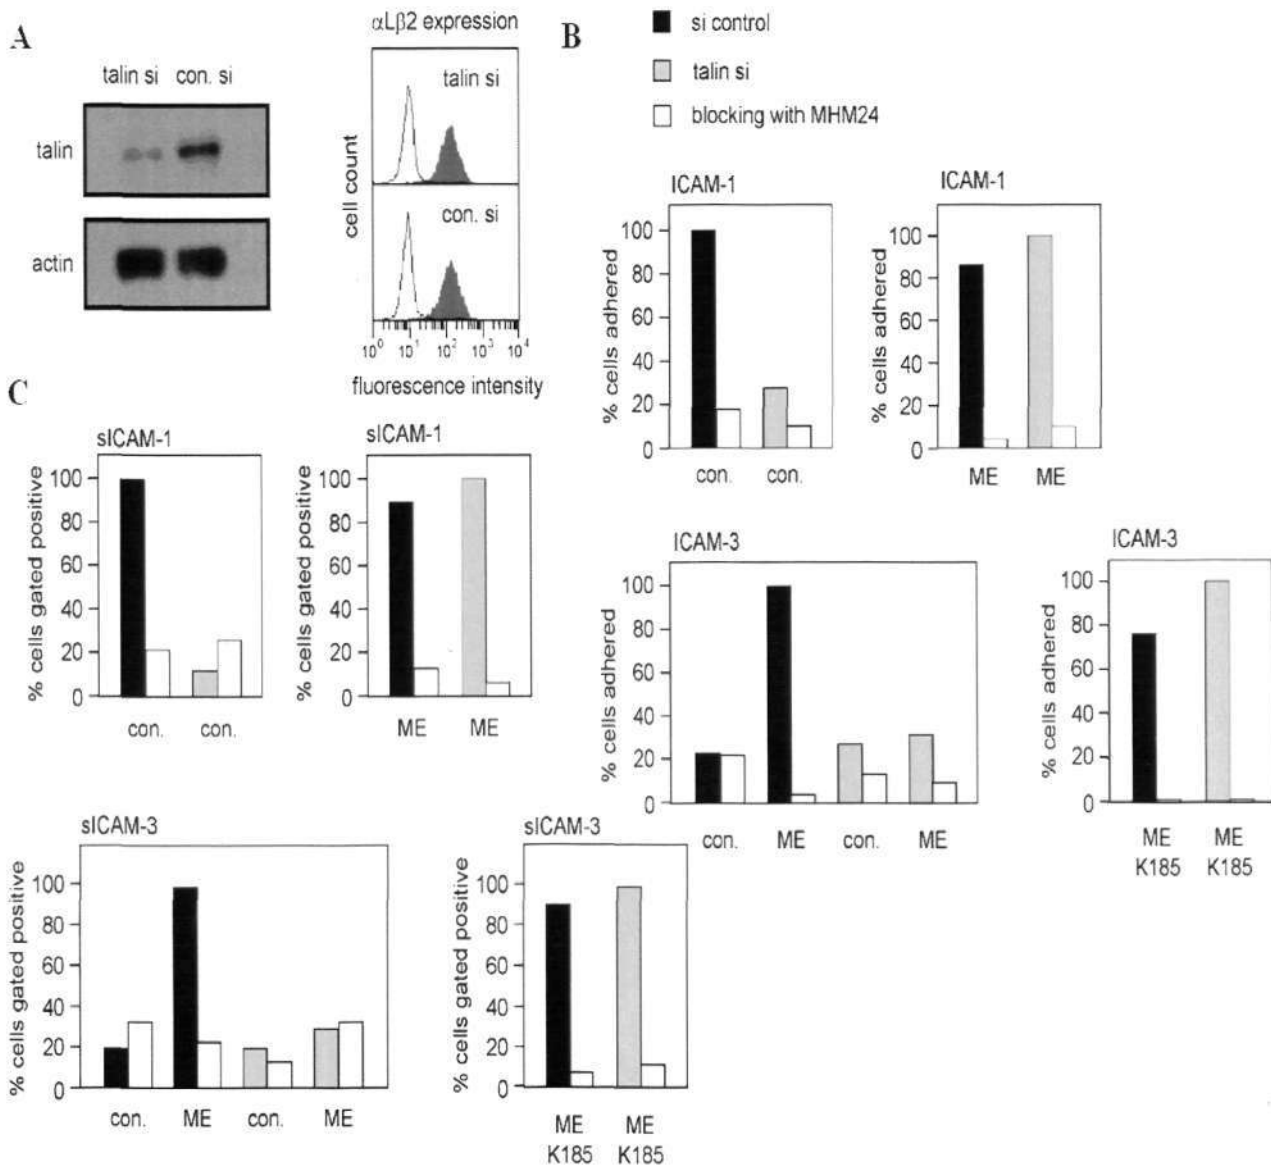 A
αLβ2 expression
talin si con. si
talin
actin
talin si
con. si
cell count
10⁰ 10¹ 10² 10³ 10⁴
fluorescence intensity
B
si control
talin si
blocking with MHM24
ICAM-1
% cells adhered
100
80
60
40
20
0
con. con.
ICAM-1
% cells adhered
100
80
60
40
20
0
ME ME
ICAM-3
% cells adhered
100
80
60
40
20
0
con. ME con. ME
ICAM-3
% cells adhered
100
80
60
40
20
0
ME ME
K185 K185
C
sICAM-1
% cells gated positive
100
80
60
40
20
0
con. con.
sICAM-1
% cells gated positive
100
80
60
40
20
0
ME ME
sICAM-3
% cells gated positive
100
80
60
40
20
0
con. ME con. ME
sICAM-3
% cells gated positive
100
80
60
40
20
0
ME ME
K185 K185